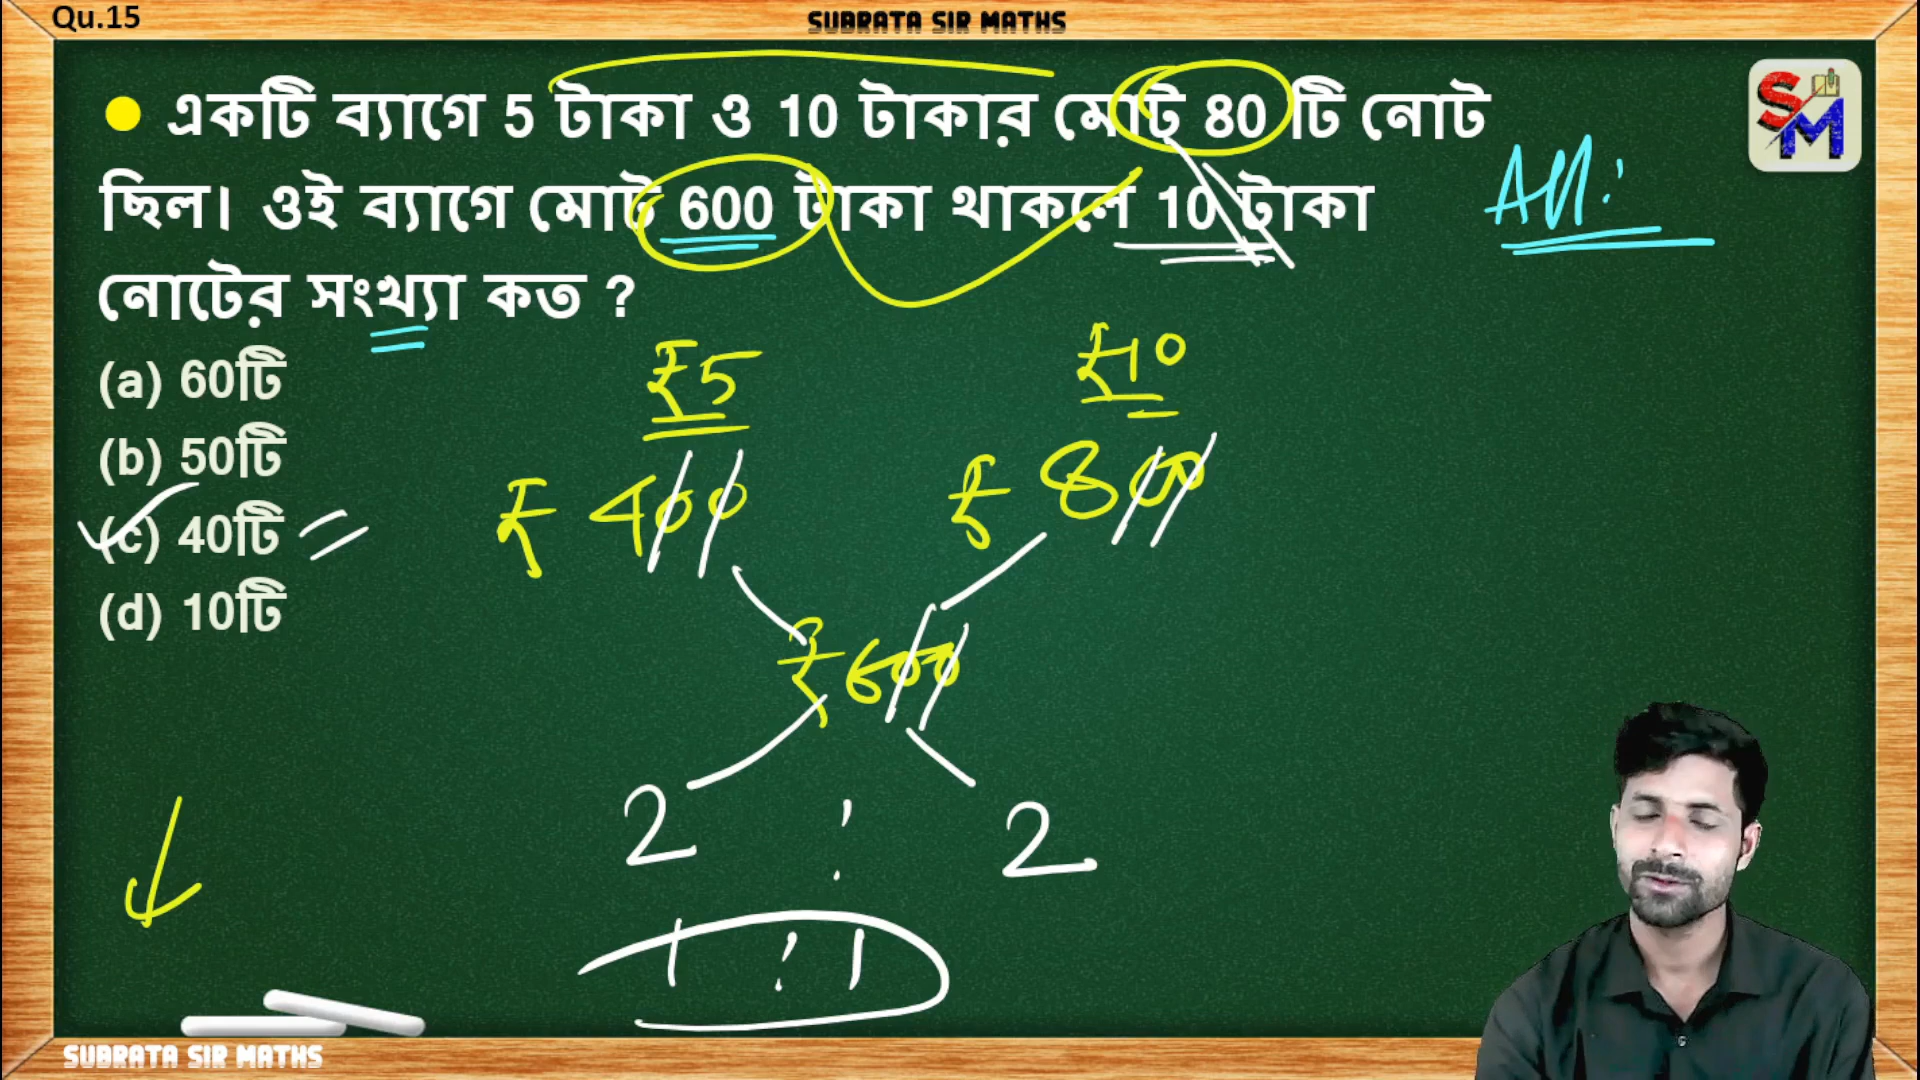 Qu.15
SUBRATA SIR MATHS
SM
একটি ব্যাগে 5 টাকা ও 10 টাকার মোট 80 টি নোট
ছিল। ওই ব্যাগে মোট 600 টাকা থাকলে 10 টাকা
নোটের সংখ্যা কত ?
(a) 60টি
(b) 50টি
(c) 40টি
(d) 10টি
₹5 ₹10
₹ 400 ₹ 800
₹600
2 : 2
1 : 1
SUBRATA SIR MATHS